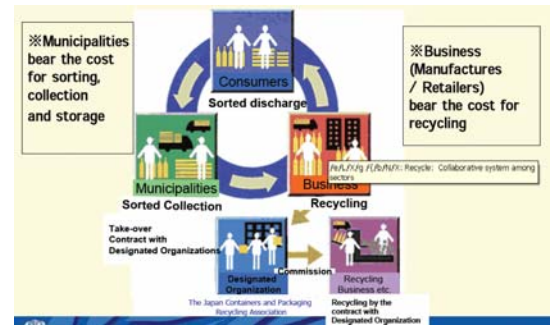 ※Municipalities
bear the cost
for sorting,
collection
and storage
※Business
(Manufactures
/ Retailers)
bear the cost for
recycling
Consumers
Sorted discharge
Municipalities
Sorted Collection
Business
Recycling
Recycle: Collaborative system among
sectors
Take-over
Contract with
Designated Organizations
Designated
Organization
Commission
Recycling
Business etc.
The Japan Containers and Packaging
Recycling Association
Recycling by the
contract with
Designated Organization